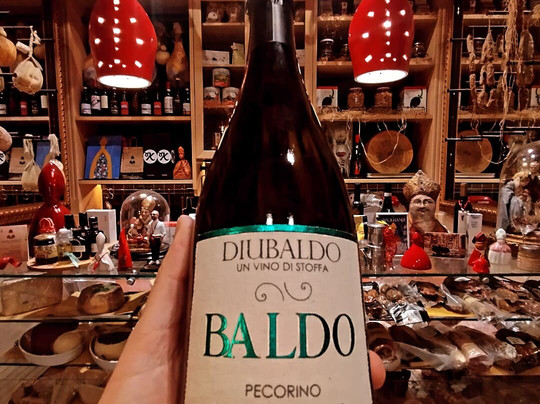 DIUBALDO
UN VINO DI STOFFA
BALDO
PECORINO